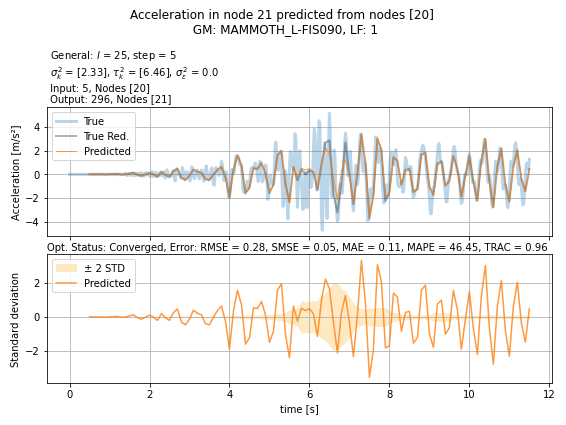 Acceleration in node 21 predicted from nodes [20]
GM: MAMMOTH_L-FIS090, LF: 1
General: l = 25, step = 5
σ²ₖ = [2.33], τ²ₖ = [6.46], σ²ε = 0.0
Input: 5, Nodes [20]
Output: 296, Nodes [21]
True
True Red.
Predicted
Acceleration [m/s²]
4
2
0
−2
−4
Opt. Status: Converged, Error: RMSE = 0.28, SMSE = 0.05, MAE = 0.11, MAPE = 46.45, TRAC = 0.96
± 2 STD
Predicted
Standard deviation
2
0
−2
0 2 4 6 8 10 12
time [s]